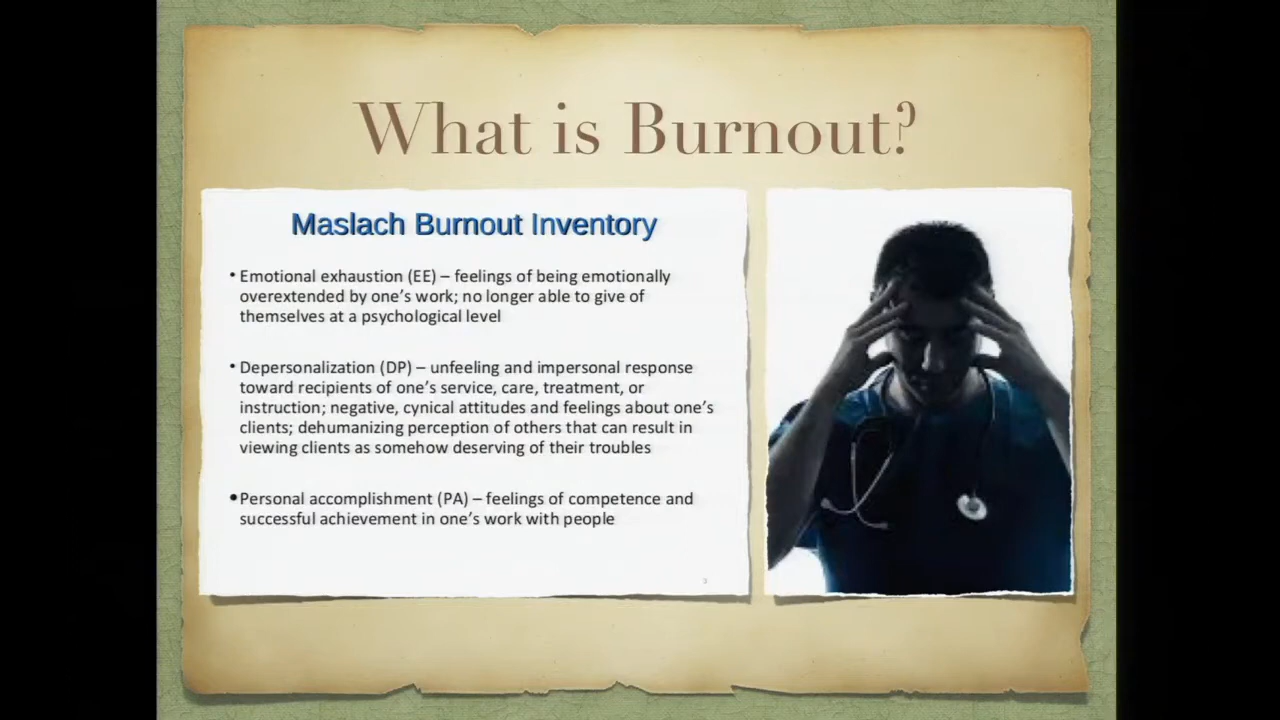 What is Burnout?
Maslach Burnout Inventory
• Emotional exhaustion (EE) – feelings of being emotionally
overextended by one’s work; no longer able to give of
themselves at a psychological level
• Depersonalization (DP) – unfeeling and impersonal response
toward recipients of one’s service, care, treatment, or
instruction; negative, cynical attitudes and feelings about one’s
clients; dehumanizing perception of others that can result in
viewing clients as somehow deserving of their troubles
• Personal accomplishment (PA) – feelings of competence and
successful achievement in one’s work with people